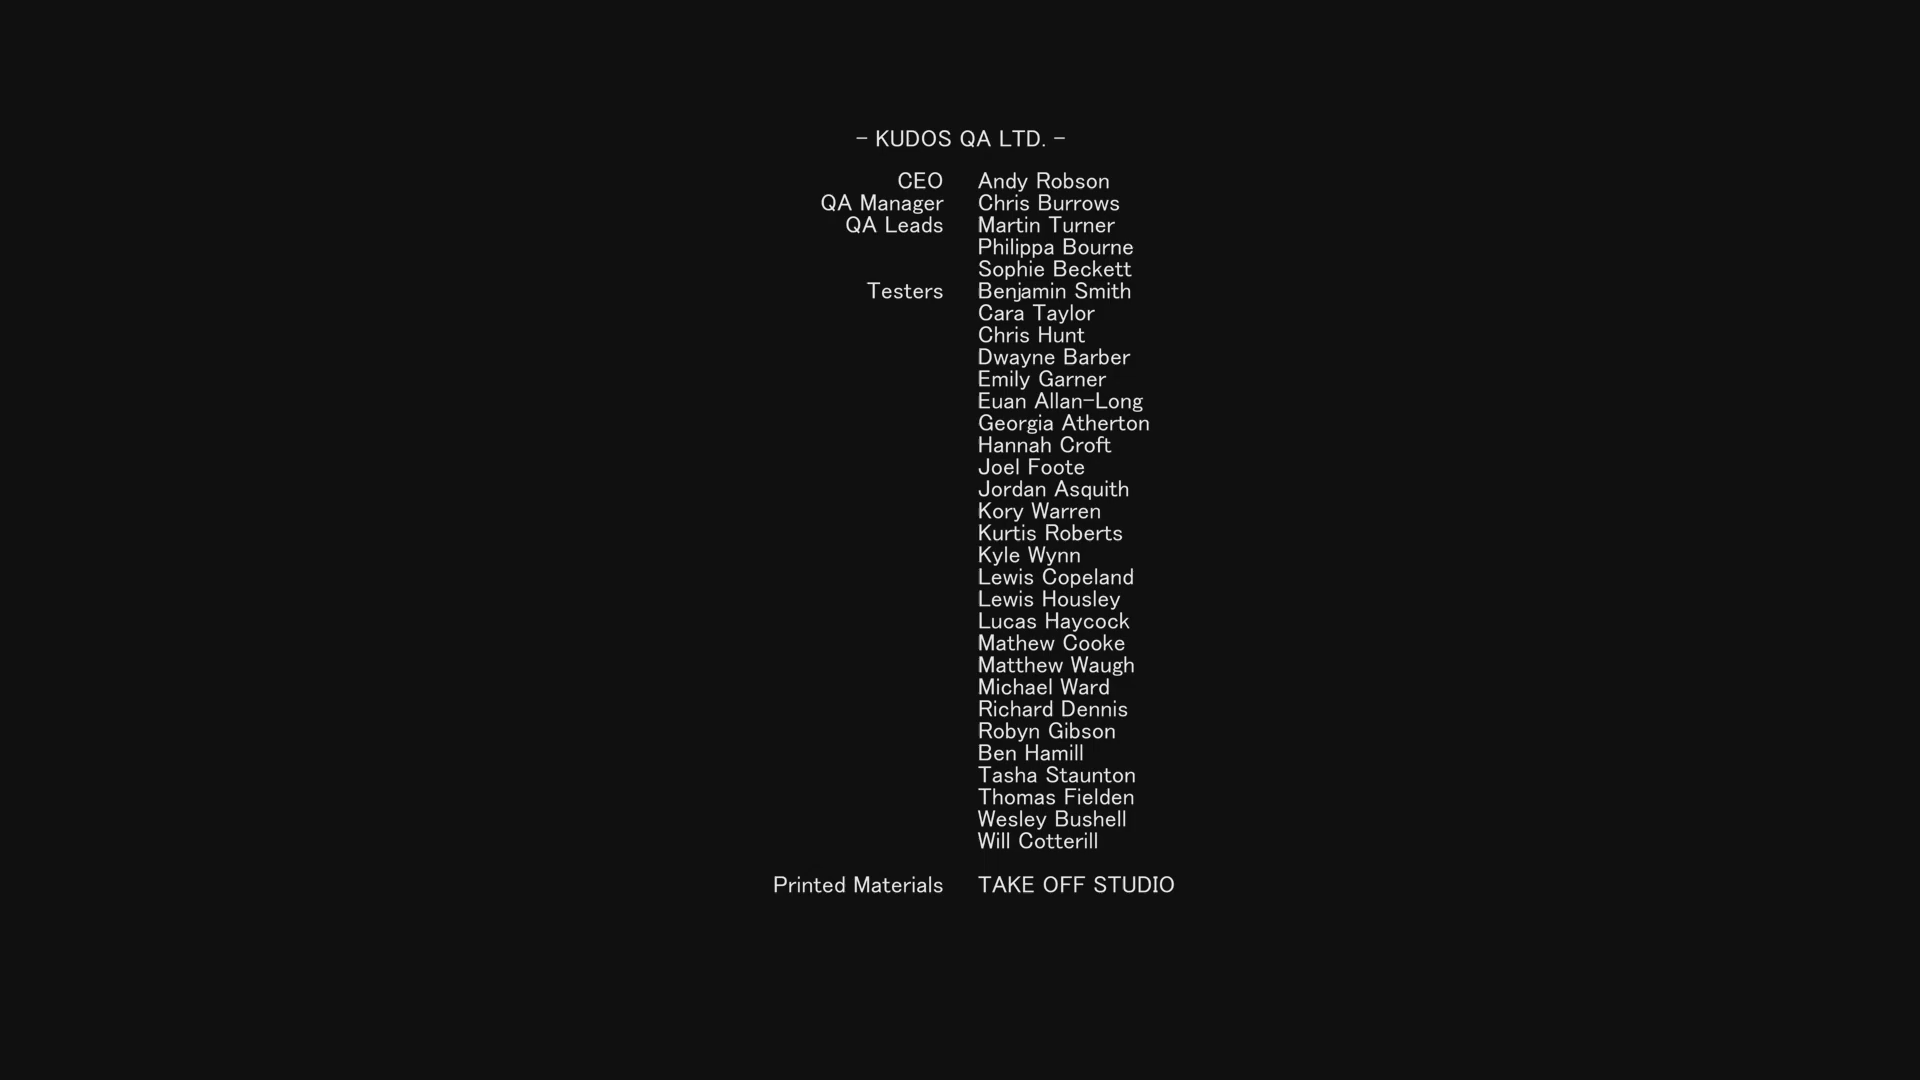 - KUDOS QA LTD. -
CEO Andy Robson
QA Manager Chris Burrows
QA Leads Martin Turner
Philippa Bourne
Sophie Beckett
Testers Benjamin Smith
Cara Taylor
Chris Hunt
Dwayne Barber
Emily Garner
Euan Allan-Long
Georgia Atherton
Hannah Croft
Joel Foote
Jordan Asquith
Kory Warren
Kurtis Roberts
Kyle Wynn
Lewis Copeland
Lewis Housley
Lucas Haycock
Mathew Cooke
Matthew Waugh
Michael Ward
Richard Dennis
Robyn Gibson
Ben Hamill
Tasha Staunton
Thomas Fielden
Wesley Bushell
Will Cotterill
Printed Materials TAKE OFF STUDIO